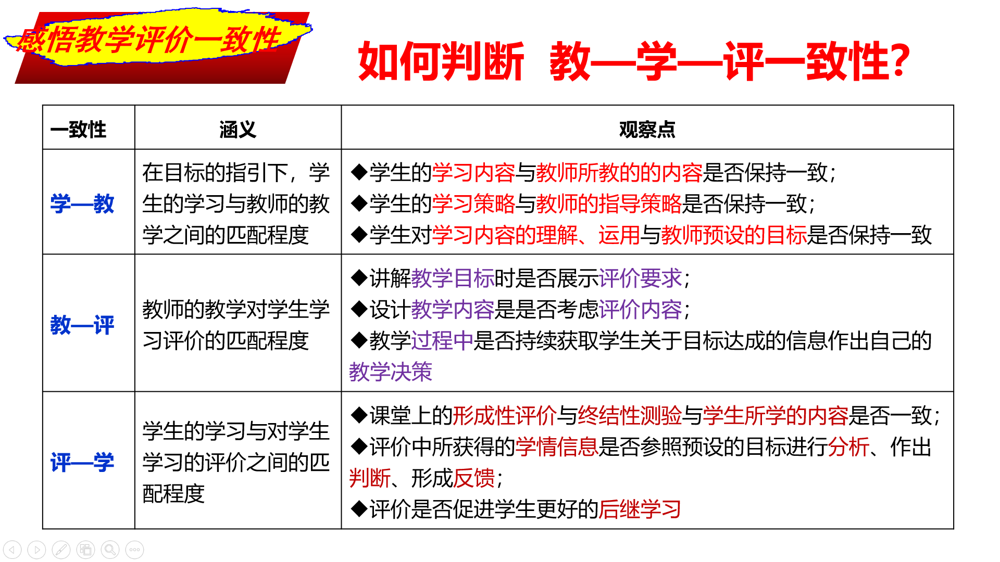 感悟教学评价一致性
如何判断 教—学—评一致性?
一致性
涵义
观察点
学—教
在目标的指引下，学
生的学习与教师的教
学之间的匹配程度
◆学生的学习内容与教师所教的的内容是否保持一致；
◆学生的学习策略与教师的指导策略是否保持一致；
◆学生对学习内容的理解、运用与教师预设的目标是否保持一致
教—评
教师的教学对学生学
习评价的匹配程度
◆讲解教学目标时是否展示评价要求；
◆设计教学内容是是否考虑评价内容；
◆教学过程中是否持续获取学生关于目标达成的信息作出自己的
教学决策
评—学
学生的学习与对学生
学习的评价之间的匹
配程度
◆课堂上的形成性评价与终结性测验与学生所学的内容是否一致；
◆评价中所获得的学情信息是否参照预设的目标进行分析、作出
判断、形成反馈；
◆评价是否促进学生更好的后继学习